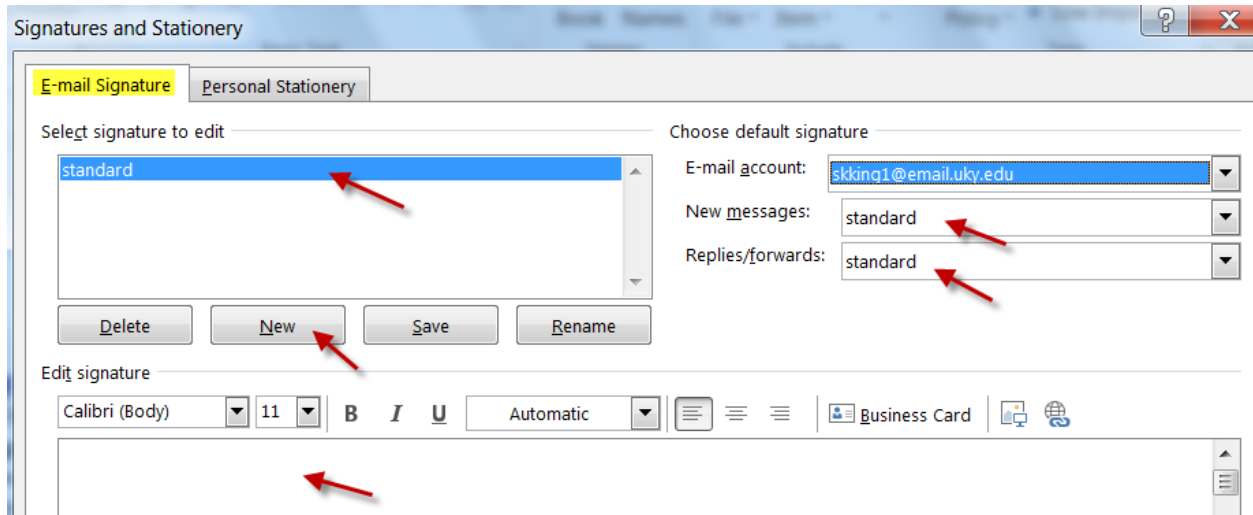 Signatures and Stationery
E-mail Signature
Personal Stationery
Select signature to edit
Choose default signature
standard
E-mail account:
skking1@email.uky.edu
New messages:
standard
Replies/forwards:
standard
Delete
New
Save
Rename
Edit signature
Calibri (Body)
11
B
I
U
Automatic
Business Card